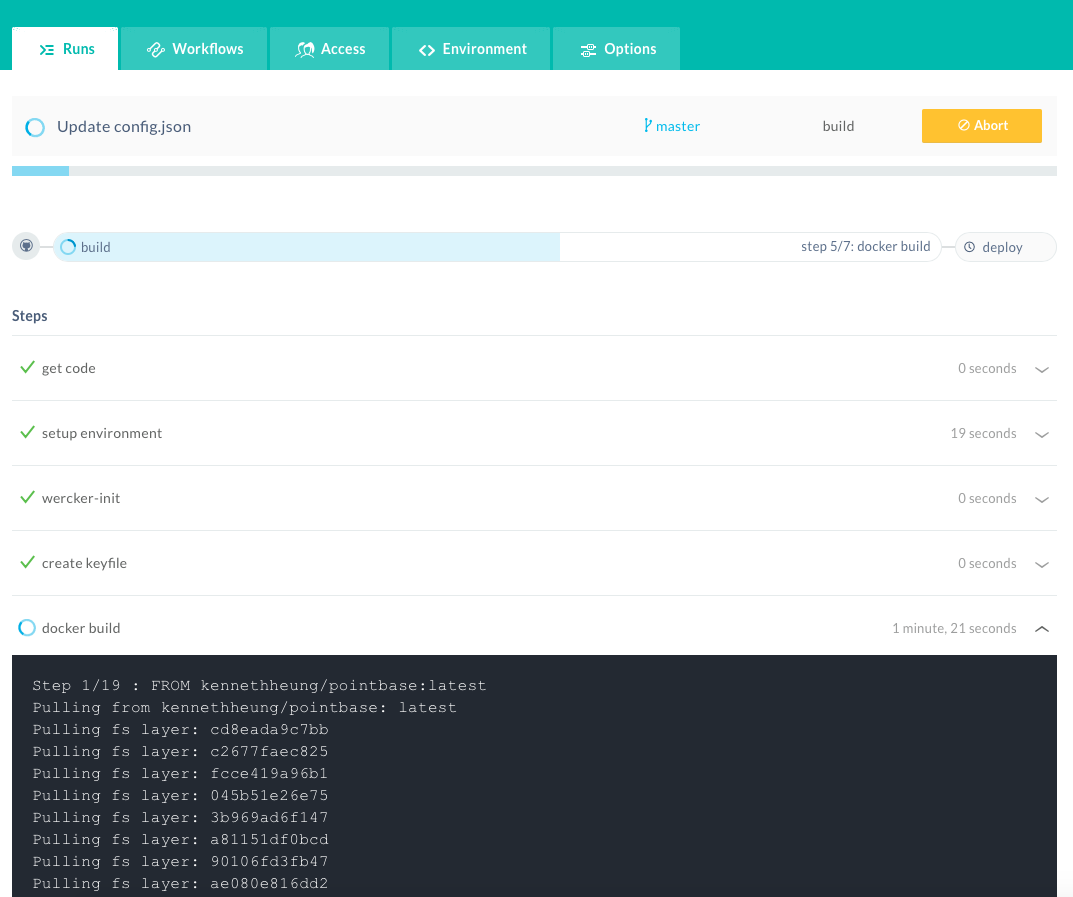 Runs Workflows Access Environment Options
Update config.json master build Abort
build step 5/7: docker build deploy
Steps
get code 0 seconds
setup environment 19 seconds
wercker-init 0 seconds
create keyfile 0 seconds
docker build 1 minute, 21 seconds
Step 1/19 : FROM kennethheung/pointbase:latest
Pulling from kennethheung/pointbase: latest
Pulling fs layer: cd8eada9c7bb
Pulling fs layer: c2677faec825
Pulling fs layer: fcce419a96b1
Pulling fs layer: 045b51e26e75
Pulling fs layer: 3b969ad6f147
Pulling fs layer: a81151df0bcd
Pulling fs layer: 90106fd3fb47
Pulling fs layer: ae080e816dd2